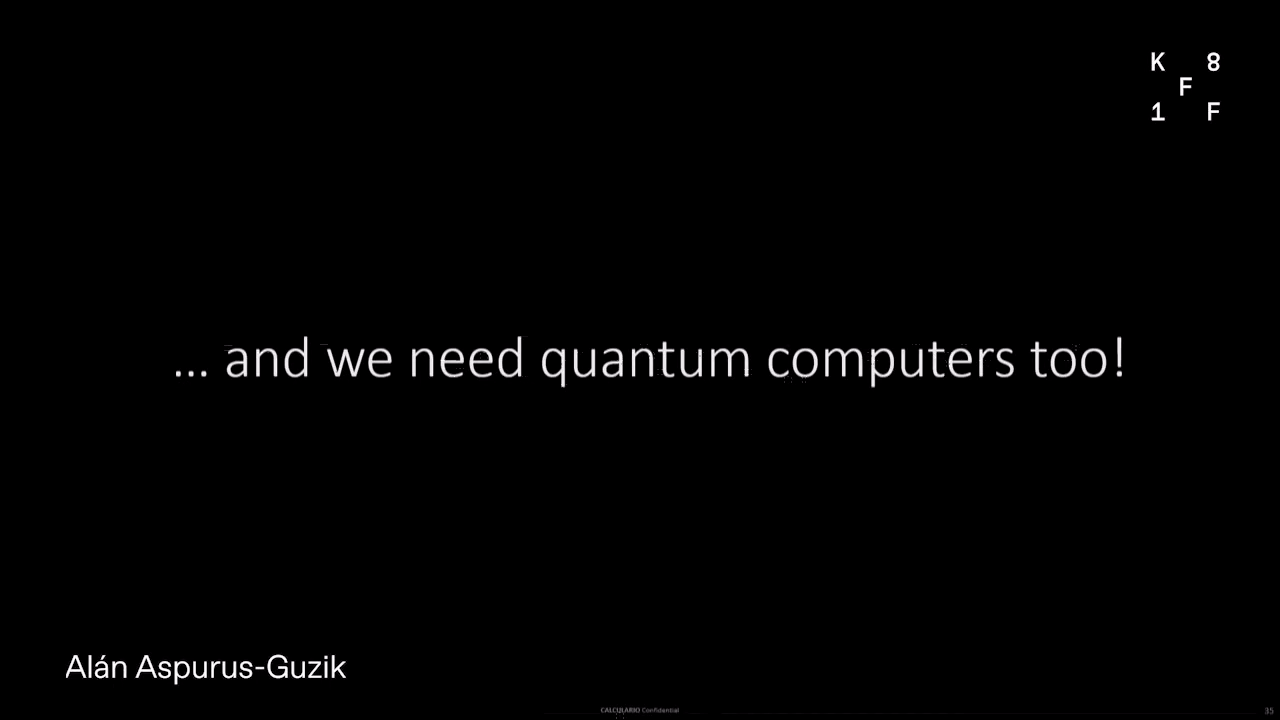 K 8
F
1 F
... and we need quantum computers too!
Alán Aspurus-Guzik
CALCULARIO Confidential
35